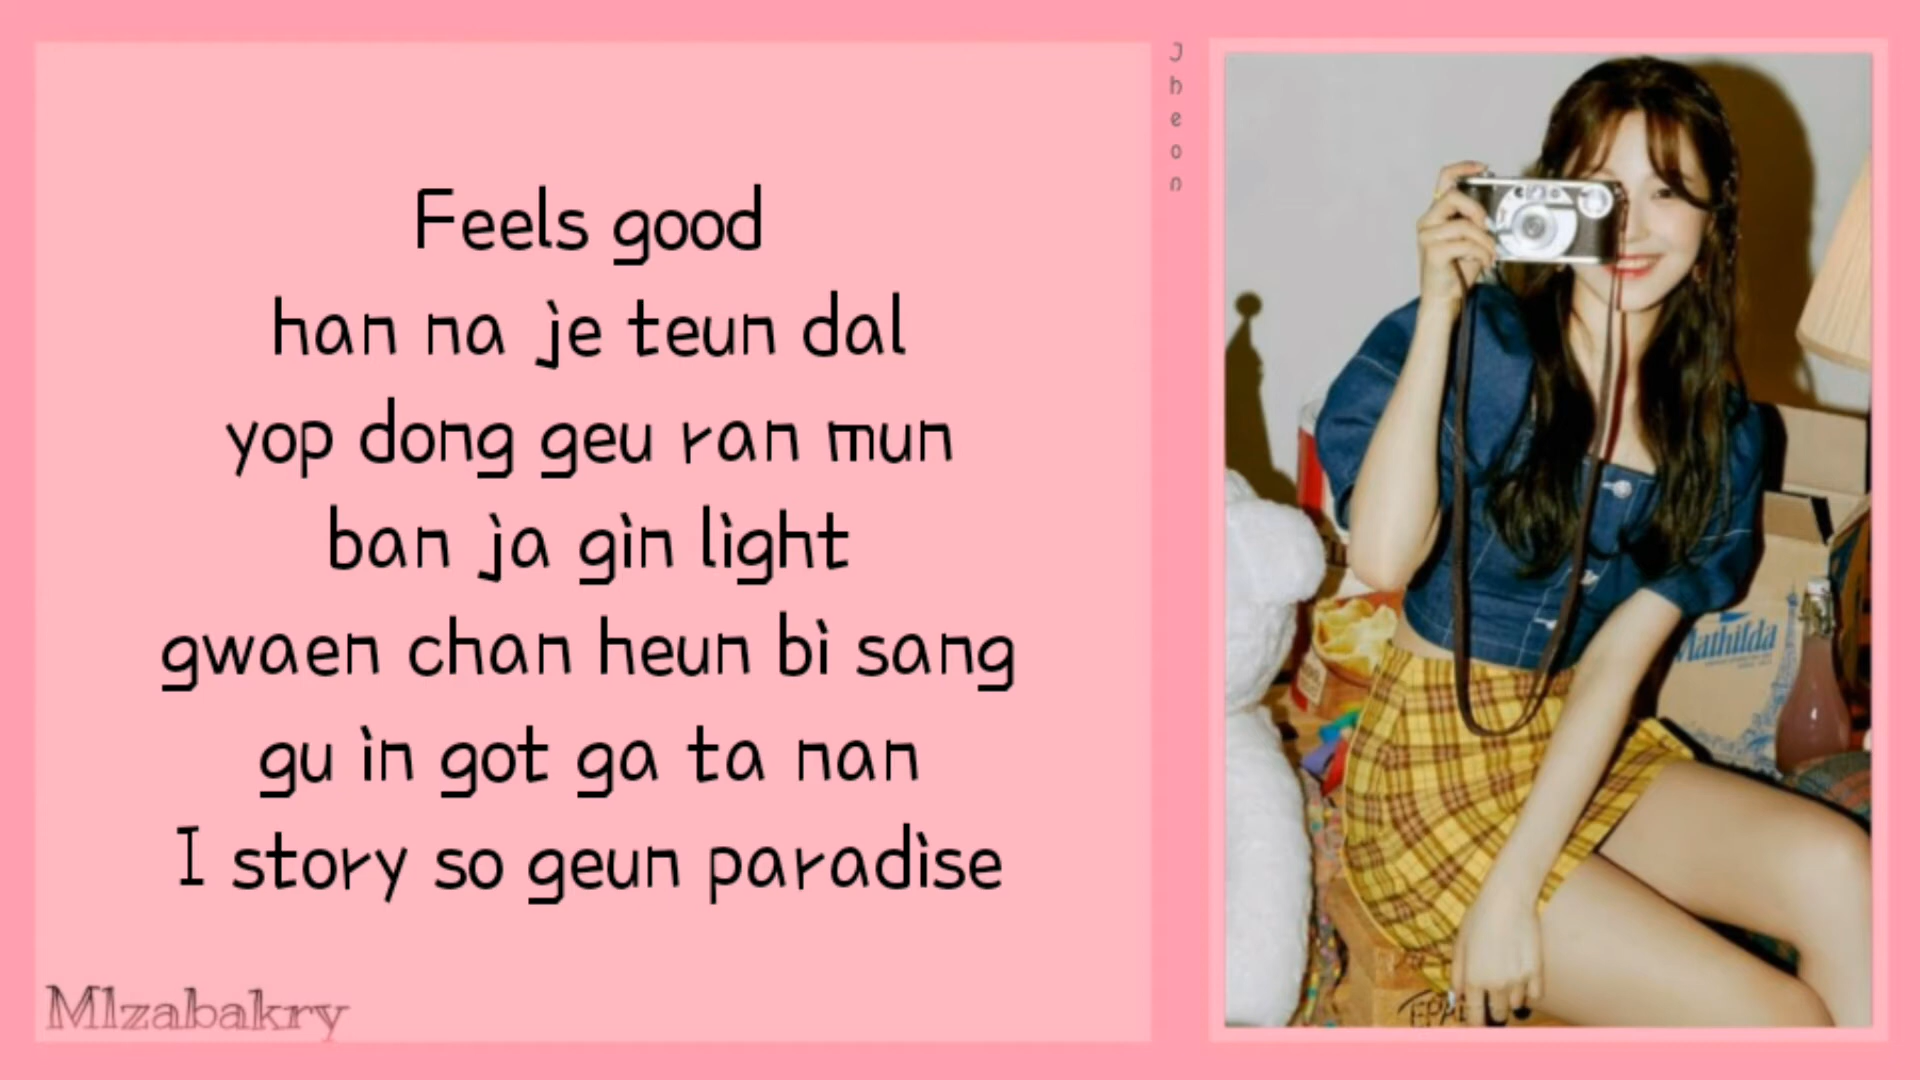 Feels good
han na je teun dal
yop dong geu ran mun
ban ja gin light
gwaen chan heun bi sang
gu in got ga ta nan
I story so geun paradise
Mlzabakry
Jheon
Mathilda